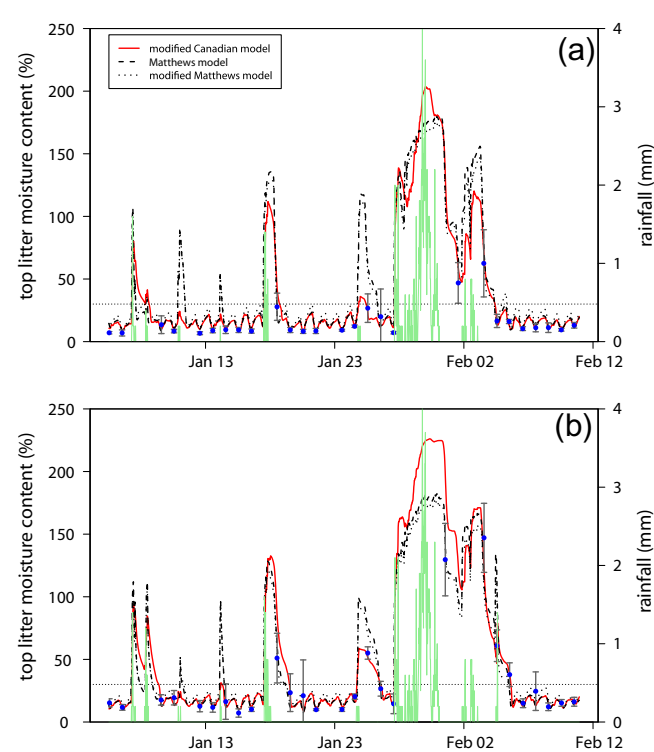 (a)
modified Canadian model
Matthews model
modified Matthews model
top litter moisture content (%)
rainfall (mm)
250
200
150
100
50
0
4
3
2
1
0
Jan 13
Jan 23
Feb 02
Feb 12
(b)
top litter moisture content (%)
rainfall (mm)
250
200
150
100
50
0
4
3
2
1
0
Jan 13
Jan 23
Feb 02
Feb 12